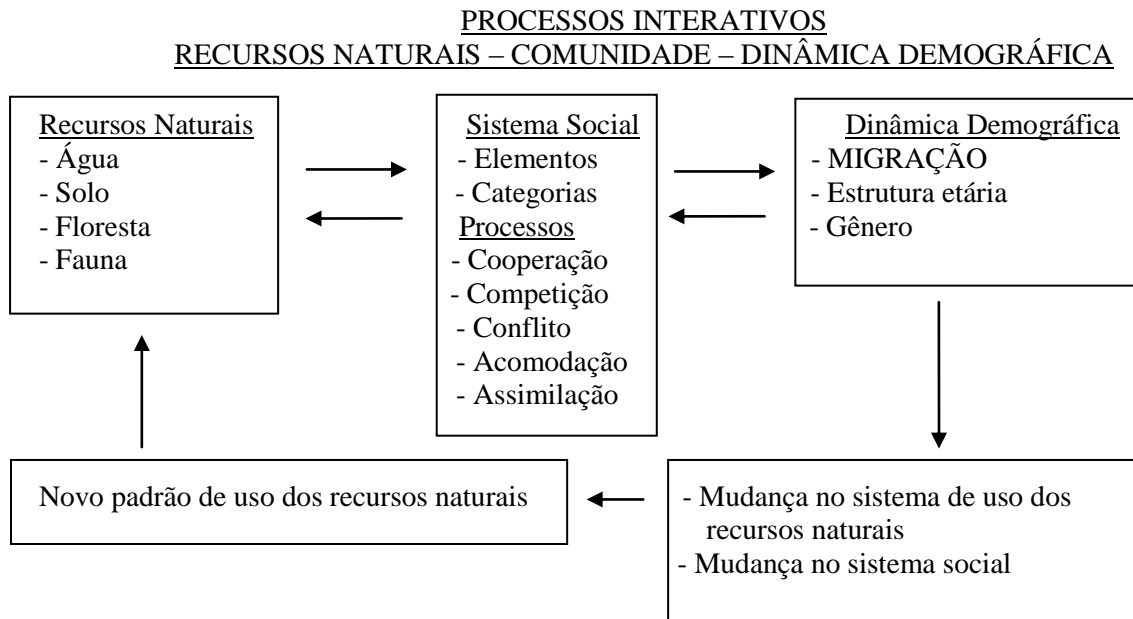 PROCESSOS INTERATIVOS
RECURSOS NATURAIS – COMUNIDADE – DINÂMICA DEMOGRÁFICA
Recursos Naturais
- Água
- Solo
- Floresta
- Fauna
Sistema Social
- Elementos
- Categorias
Processos
- Cooperação
- Competição
- Conflito
- Acomodação
- Assimilação
Dinâmica Demográfica
- MIGRAÇÃO
- Estrutura etária
- Gênero
- Mudança no sistema de uso dos
recursos naturais
- Mudança no sistema social
Novo padrão de uso dos recursos naturais